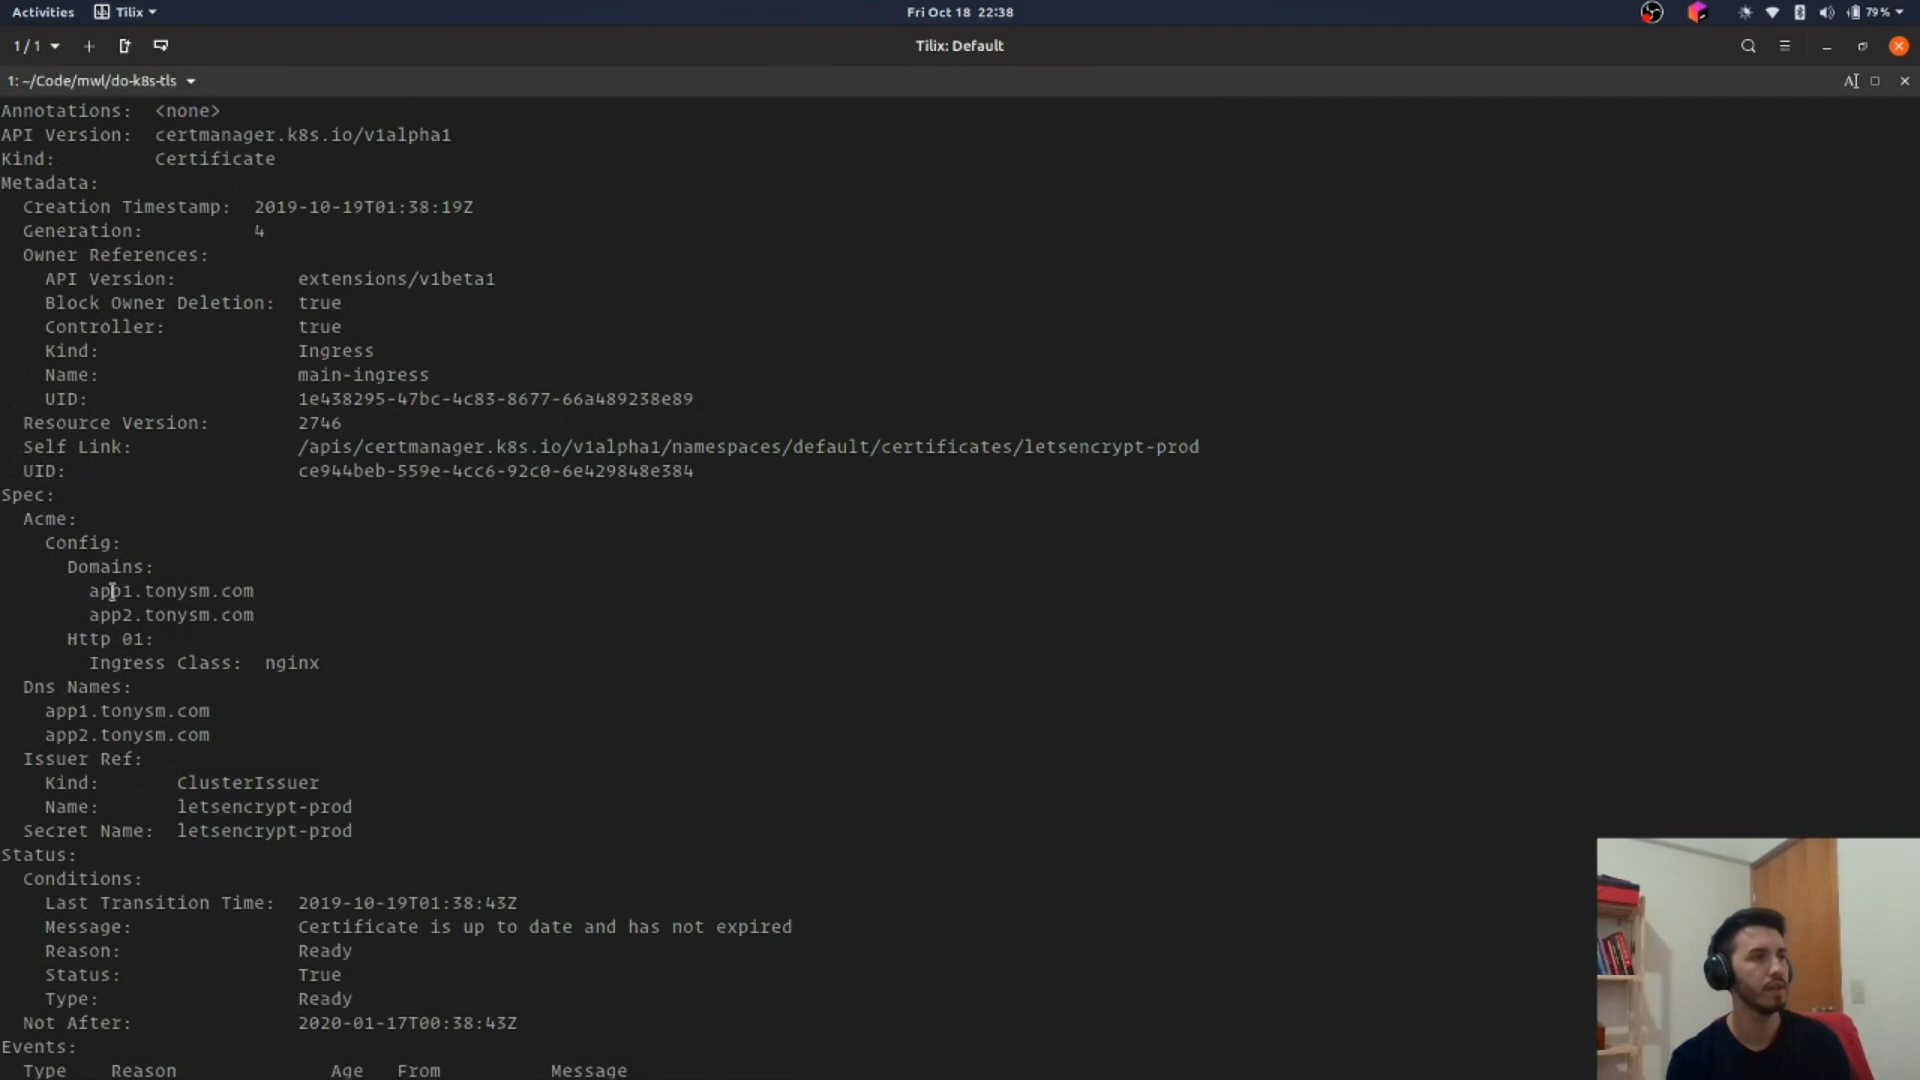 Activities Tilix Fri Oct 18 22:38 79%
1/1 + Tilix: Default
1: ~/Code/mwl/do-k8s-tls
Annotations: <none>
API Version: certmanager.k8s.io/v1alpha1
Kind: Certificate
Metadata:
Creation Timestamp: 2019-10-19T01:38:19Z
Generation: 4
Owner References:
API Version: extensions/v1beta1
Block Owner Deletion: true
Controller: true
Kind: Ingress
Name: main-ingress
UID: 1e438295-47bc-4c83-8677-66a489238e89
Resource Version: 2746
Self Link: /apis/certmanager.k8s.io/v1alpha1/namespaces/default/certificates/letsencrypt-prod
UID: ce944beb-559e-4cc6-92c0-6e429848e384
Spec:
Acme:
Config:
Domains:
app1.tonysm.com
app2.tonysm.com
Http 01:
Ingress Class: nginx
Dns Names:
app1.tonysm.com
app2.tonysm.com
Issuer Ref:
Kind: ClusterIssuer
Name: letsencrypt-prod
Secret Name: letsencrypt-prod
Status:
Conditions:
Last Transition Time: 2019-10-19T01:38:43Z
Message: Certificate is up to date and has not expired
Reason: Ready
Status: True
Type: Ready
Not After: 2020-01-17T00:38:43Z
Events:
Type Reason Age From Message